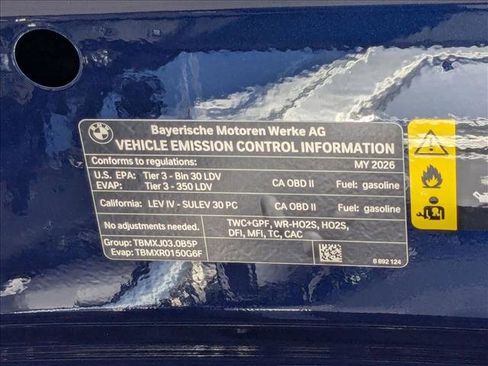 BMW
Bayerische Motoren Werke AG
VEHICLE EMISSION CONTROL INFORMATION
Conforms to regulations: MY 2026
U.S. EPA: Tier 3 - Bin 30 LDV CA OBD II Fuel: gasoline
EVAP: Tier 3 - 350 LDV
California: LEV IV - SULEV 30 PC CA OBD II Fuel: gasoline
No adjustments needed. TWC+GPF, WR-HO2S, HO2S,
DFI, MFI, TC, CAC
Group: TBMXJ03.0B5P
Evap: TBMXR0150G6F
6 892 124